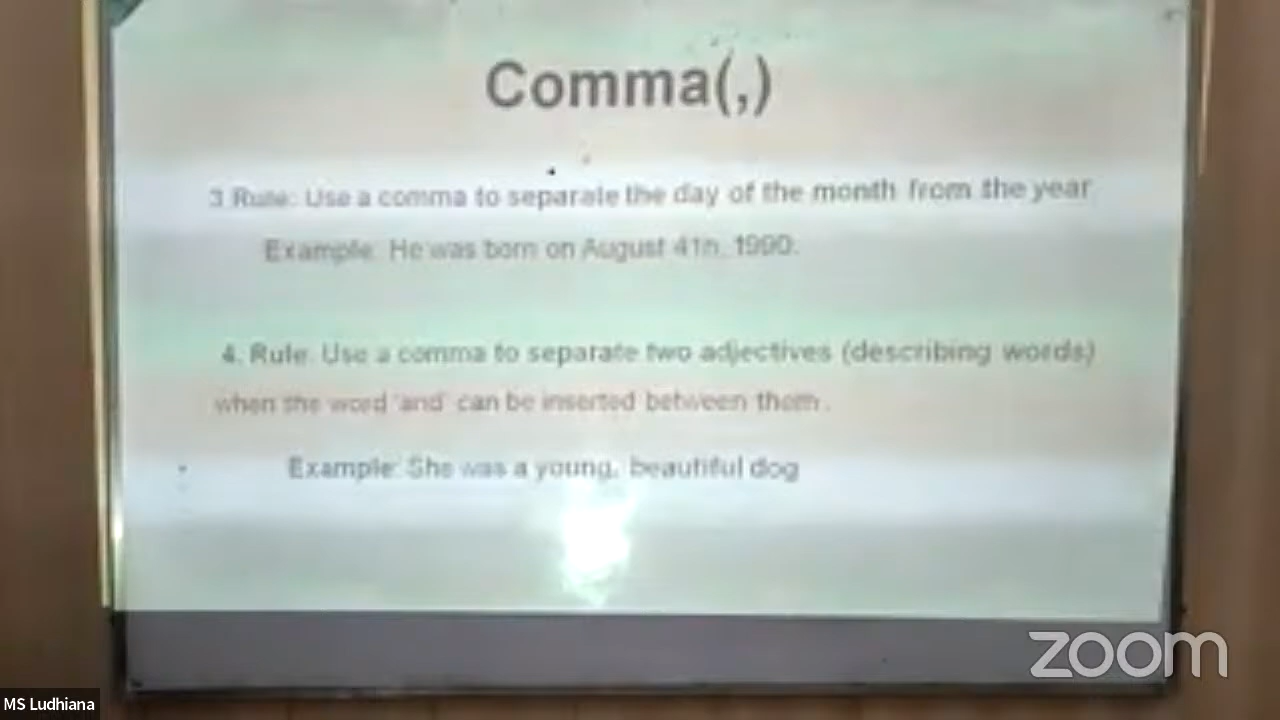 Comma(,)
3 Rule: Use a comma to separate the day of the month from the year
Example: He was born on August 4th, 1990.
4. Rule. Use a comma to separate two adjectives (describing words)
when the word 'and' can be inserted between them.
Example: She was a young, beautiful dog
zoom
MS Ludhiana